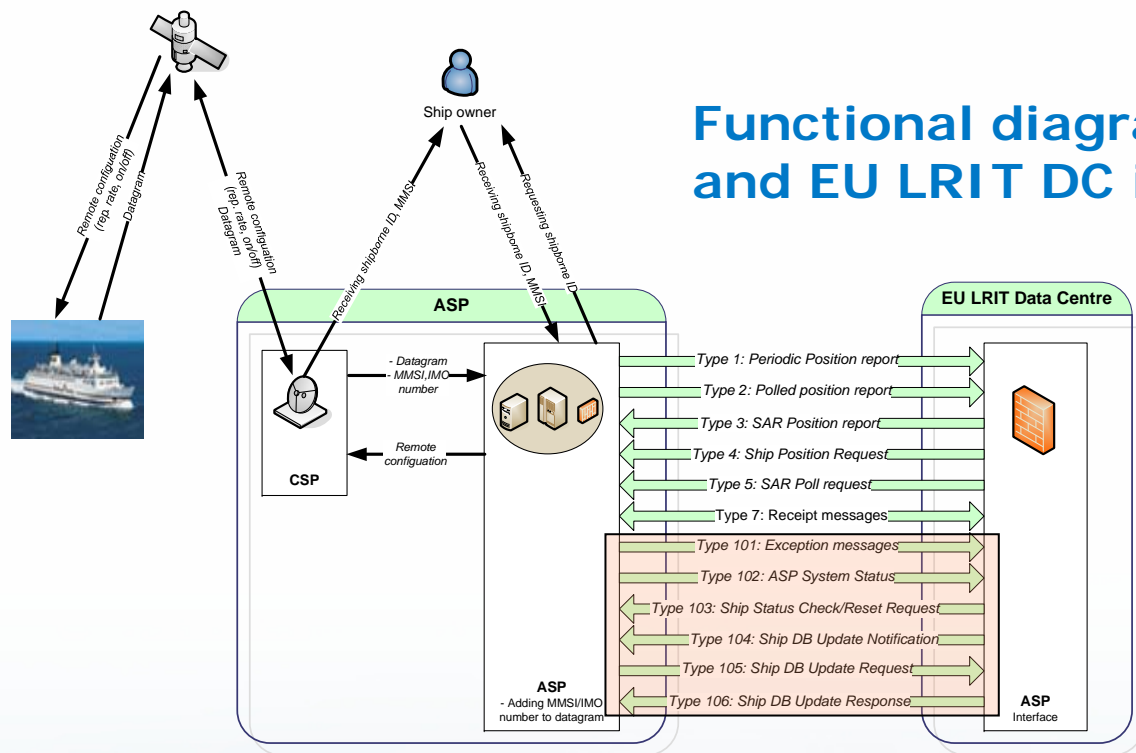 Functional diagra
and EU LRIT DC i
Ship owner
Remote configuation
(rep. rate, on/off)
Datagram
Remote configuation
(rep. rate, on/off)
Datagram
Receiving shipborne ID, MMSI
Receiving shipborne ID, MMSI
Requesting shipborne ID
ASP
EU LRIT Data Centre
- Datagram
- MMSI,IMO
number
Remote
configuation
CSP
Type 1: Periodic Position report
Type 2: Polled position report
Type 3: SAR Position report
Type 4: Ship Position Request
Type 5: SAR Poll request
Type 7: Receipt messages
Type 101: Exception messages
Type 102: ASP System Status
Type 103: Ship Status Check/Reset Request
Type 104: Ship DB Update Notification
Type 105: Ship DB Update Request
Type 106: Ship DB Update Response
ASP
- Adding MMSI/IMO
number to datagram
ASP
Interface